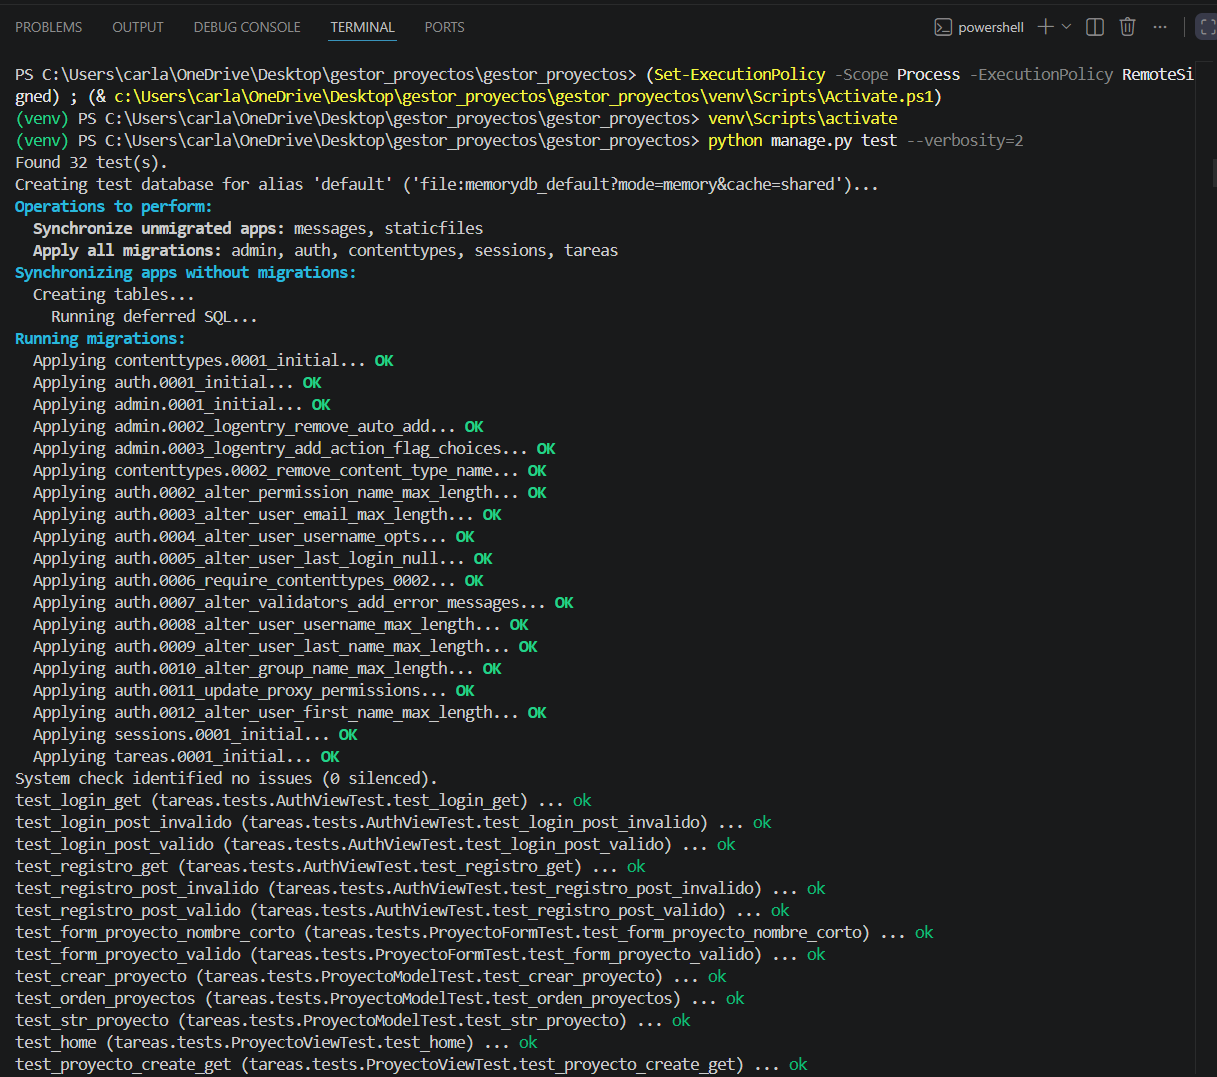 PROBLEMS OUTPUT DEBUG CONSOLE TERMINAL PORTS powershell
PS C:\Users\carla\OneDrive\Desktop\gestor_proyectos\gestor_proyectos> (Set-ExecutionPolicy -Scope Process -ExecutionPolicy RemoteSi
gned) ; (& c:\Users\carla\OneDrive\Desktop\gestor_proyectos\gestor_proyectos\venv\Scripts\Activate.ps1)
(venv) PS C:\Users\carla\OneDrive\Desktop\gestor_proyectos\gestor_proyectos> venv\Scripts\activate
(venv) PS C:\Users\carla\OneDrive\Desktop\gestor_proyectos\gestor_proyectos> python manage.py test --verbosity=2
Found 32 test(s).
Creating test database for alias 'default' ('file:memorydb_default?mode=memory&cache=shared')...
Operations to perform:
  Synchronize unmigrated apps: messages, staticfiles
  Apply all migrations: admin, auth, contenttypes, sessions, tareas
Synchronizing apps without migrations:
  Creating tables...
    Running deferred SQL...
Running migrations:
  Applying contenttypes.0001_initial... OK
  Applying auth.0001_initial... OK
  Applying admin.0001_initial... OK
  Applying admin.0002_logentry_remove_auto_add... OK
  Applying admin.0003_logentry_add_action_flag_choices... OK
  Applying contenttypes.0002_remove_content_type_name... OK
  Applying auth.0002_alter_permission_name_max_length... OK
  Applying auth.0003_alter_user_email_max_length... OK
  Applying auth.0004_alter_user_username_opts... OK
  Applying auth.0005_alter_user_last_login_null... OK
  Applying auth.0006_require_contenttypes_0002... OK
  Applying auth.0007_alter_validators_add_error_messages... OK
  Applying auth.0008_alter_user_username_max_length... OK
  Applying auth.0009_alter_user_last_name_max_length... OK
  Applying auth.0010_alter_group_name_max_length... OK
  Applying auth.0011_update_proxy_permissions... OK
  Applying auth.0012_alter_user_first_name_max_length... OK
  Applying sessions.0001_initial... OK
  Applying tareas.0001_initial... OK
System check identified no issues (0 silenced).
test_login_get (tareas.tests.AuthViewTest.test_login_get) ... ok
test_login_post_invalido (tareas.tests.AuthViewTest.test_login_post_invalido) ... ok
test_login_post_valido (tareas.tests.AuthViewTest.test_login_post_valido) ... ok
test_registro_get (tareas.tests.AuthViewTest.test_registro_get) ... ok
test_registro_post_invalido (tareas.tests.AuthViewTest.test_registro_post_invalido) ... ok
test_registro_post_valido (tareas.tests.AuthViewTest.test_registro_post_valido) ... ok
test_form_proyecto_nombre_corto (tareas.tests.ProyectoFormTest.test_form_proyecto_nombre_corto) ... ok
test_form_proyecto_valido (tareas.tests.ProyectoFormTest.test_form_proyecto_valido) ... ok
test_crear_proyecto (tareas.tests.ProyectoModelTest.test_crear_proyecto) ... ok
test_orden_proyectos (tareas.tests.ProyectoModelTest.test_orden_proyectos) ... ok
test_str_proyecto (tareas.tests.ProyectoModelTest.test_str_proyecto) ... ok
test_home (tareas.tests.ProyectoViewTest.test_home) ... ok
test_proyecto_create_get (tareas.tests.ProyectoViewTest.test_proyecto_create_get) ... ok